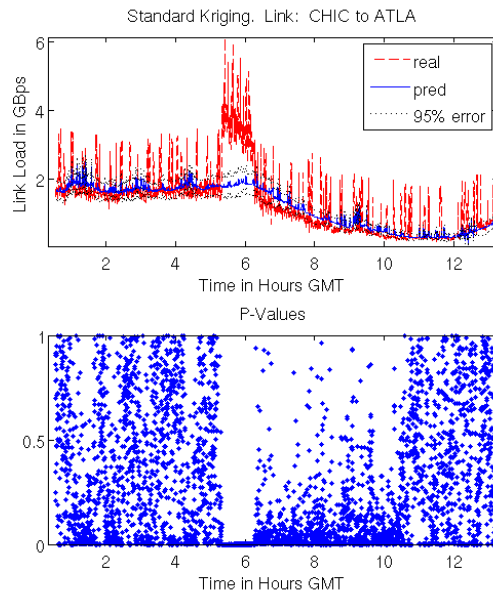 Standard Kriging. Link: CHIC to ATLA
6
4
2
Link Load in GBps
real
pred
95% error
2 4 6 8 10 12
Time in Hours GMT
P-Values
1
0.5
0
2 4 6 8 10 12
Time in Hours GMT